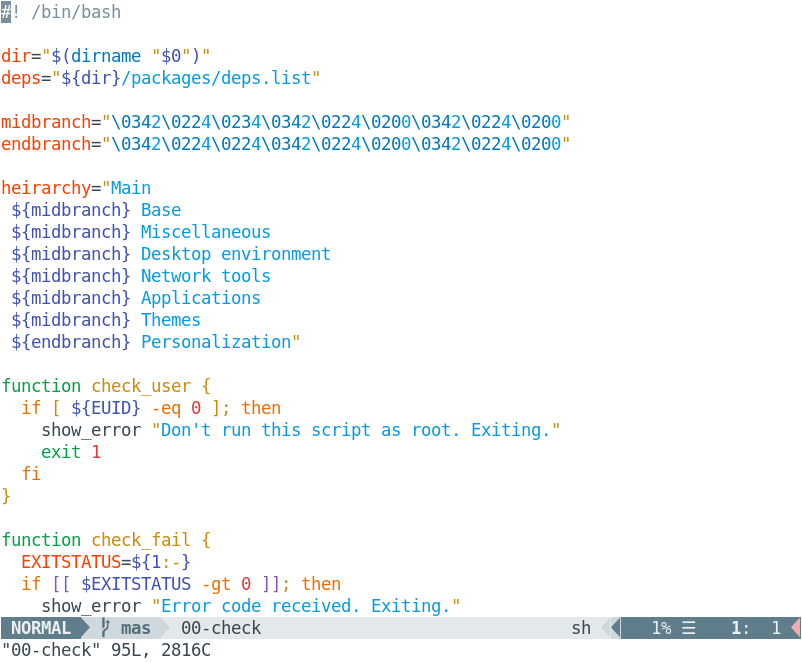 #! /bin/bash

dir="$(dirname "$0")"
deps="${dir}/packages/deps.list"

midbranch="\0342\0224\0234\0342\0224\0200\0342\0224\0200"
endbranch="\0342\0224\0224\0342\0224\0200\0342\0224\0200"

heirarchy="Main
 ${midbranch} Base
 ${midbranch} Miscellaneous
 ${midbranch} Desktop environment
 ${midbranch} Network tools
 ${midbranch} Applications
 ${midbranch} Themes
 ${endbranch} Personalization"

function check_user {
  if [ ${EUID} -eq 0 ]; then
    show_error "Don't run this script as root. Exiting."
    exit 1
  fi
}

function check_fail {
  EXITSTATUS=${1:-}
  if [[ $EXITSTATUS -gt 0 ]]; then
    show_error "Error code received. Exiting."
NORMAL mas 00-check sh 1% ☰ 1: 1
"00-check" 95L, 2816C